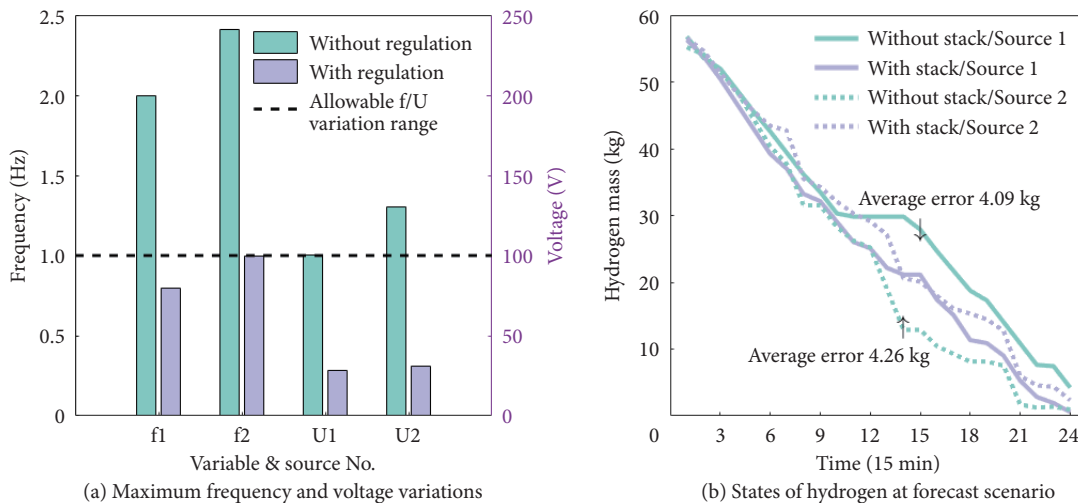 2.5
2.0
1.5
1.0
0.5
0
Frequency (Hz)
250
200
150
100
50
0
Voltage (V)
Without regulation
With regulation
Allowable f/U
variation range
f1
f2
U1
U2
Variable & source No.
(a) Maximum frequency and voltage variations
60
50
40
30
20
10
0
Hydrogen mass (kg)
Without stack/Source 1
With stack/Source 1
Without stack/Source 2
With stack/Source 2
Average error 4.09 kg
Average error 4.26 kg
3
6
9
12
15
18
21
24
Time (15 min)
(b) States of hydrogen at forecast scenario